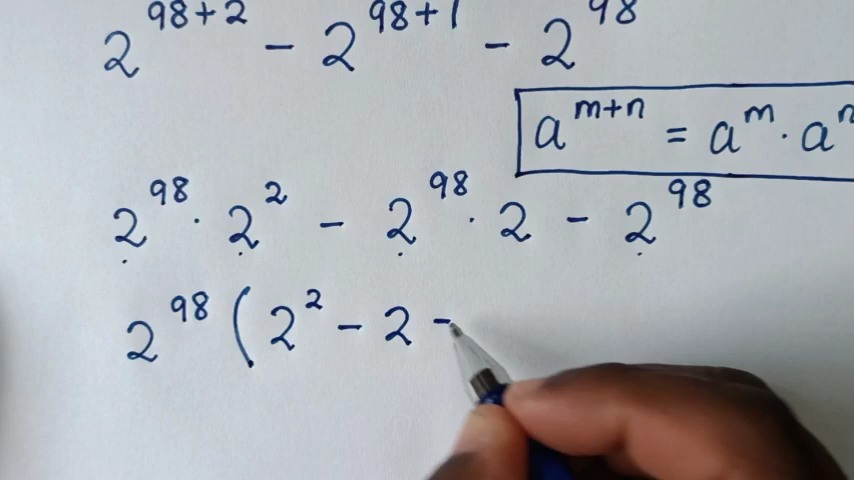 2^{98+2} - 2^{98+1} - 2^{98}
a^{m+n} = a^m · a^n
2^{98} · 2^2 - 2^{98} · 2 - 2^{98}
2^{98} ( 2^2 - 2 -